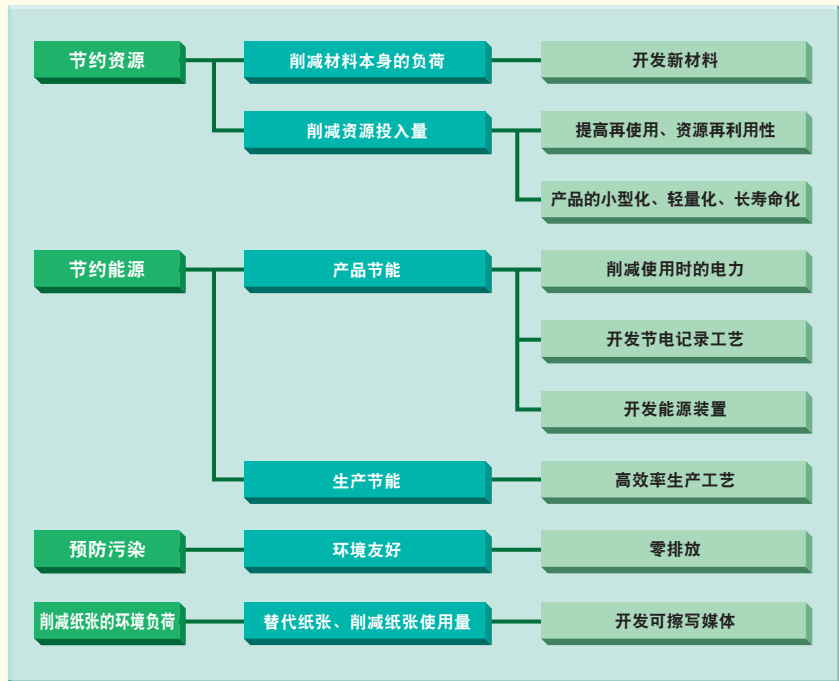 节约资源
削减材料本身的负荷
开发新材料
削减资源投入量
提高再使用、资源再利用性
产品的小型化、轻量化、长寿命化
节约能源
产品节能
削减使用时的电力
开发节电记录工艺
开发能源装置
生产节能
高效率生产工艺
预防污染
环境友好
零排放
削减纸张的环境负荷
替代纸张、削减纸张使用量
开发可擦写媒体